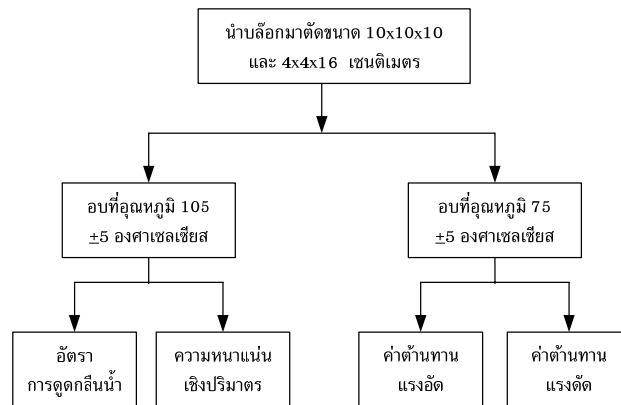 นำบล๊อกมาตัดขนาด 10x10x10
และ 4x4x16 เซนติเมตร
อบที่อุณหภูมิ 105
±5 องศาเซลเซียส
อบที่อุณหภูมิ 75
±5 องศาเซลเซียส
อัตรา
การดูดกลืนน้ำ
ความหนาแน่น
เชิงปริมาตร
ค่าต้านทาน
แรงอัด
ค่าต้านทาน
แรงดัด